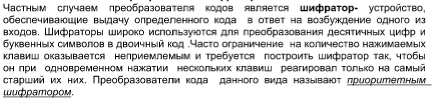 Частным случаем преобразователя кодов является шифратор- устройство,
обеспечивающие выдачу определенного кода в ответ на возбуждение одного из
входов. Шифраторы широко используются для преобразования десятичных цифр и
буквенных символов в двоичный код .Часто ограничение на количество нажимаемых
клавиш оказывается неприемлемым и требуется построить шифратор так, чтобы
он при одновременном нажатии нескольких клавиш реагировал только на самый
старший их них. Преобразователи кода данного вида называют приоритетным
шифратором.